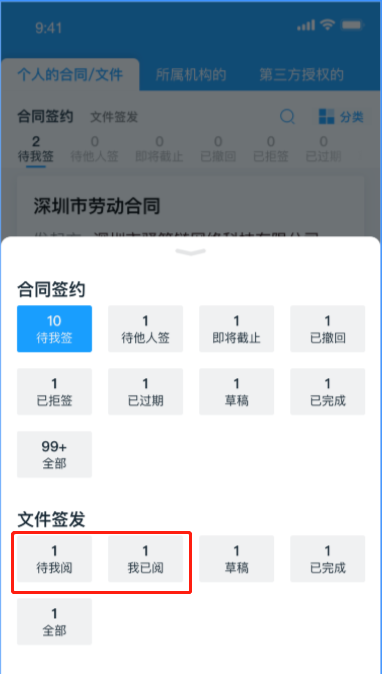 9:41
个人的合同/文件 所属机构的 第三方授权的
合同签约 文件签发 分类
2 0 0 0 0 0
待我签 待他人签 即将截止 已撤回 已拒签 已过期
深圳市劳动合同
合同签约
10 1 1 1
待我签 待他人签 即将截止 已撤回
1 1 1 1
已拒签 已过期 草稿 已完成
99+
全部
文件签发
1 1 1 1
待我阅 我已阅 草稿 已完成
1
全部